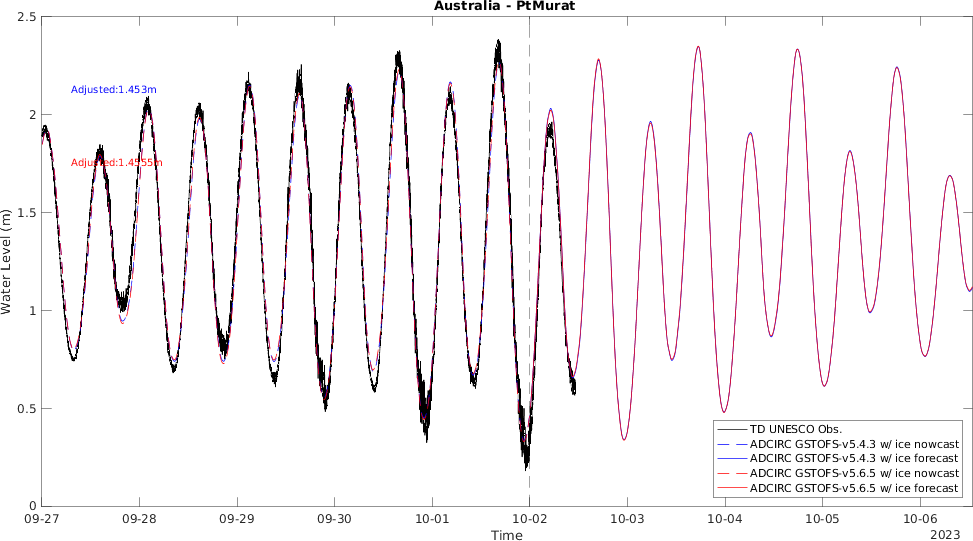 Australia - PtMurat
2.5
2
1.5
1
0.5
0
Water Level (m)
Adjusted:1.453m
Adjusted:1.4555m
TD UNESCO Obs.
ADCIRC GSTOFS-v5.4.3 w/ ice nowcast
ADCIRC GSTOFS-v5.4.3 w/ ice forecast
ADCIRC GSTOFS-v5.6.5 w/ ice nowcast
ADCIRC GSTOFS-v5.6.5 w/ ice forecast
09-27 09-28 09-29 09-30 10-01 10-02 10-03 10-04 10-05 10-06
Time
2023